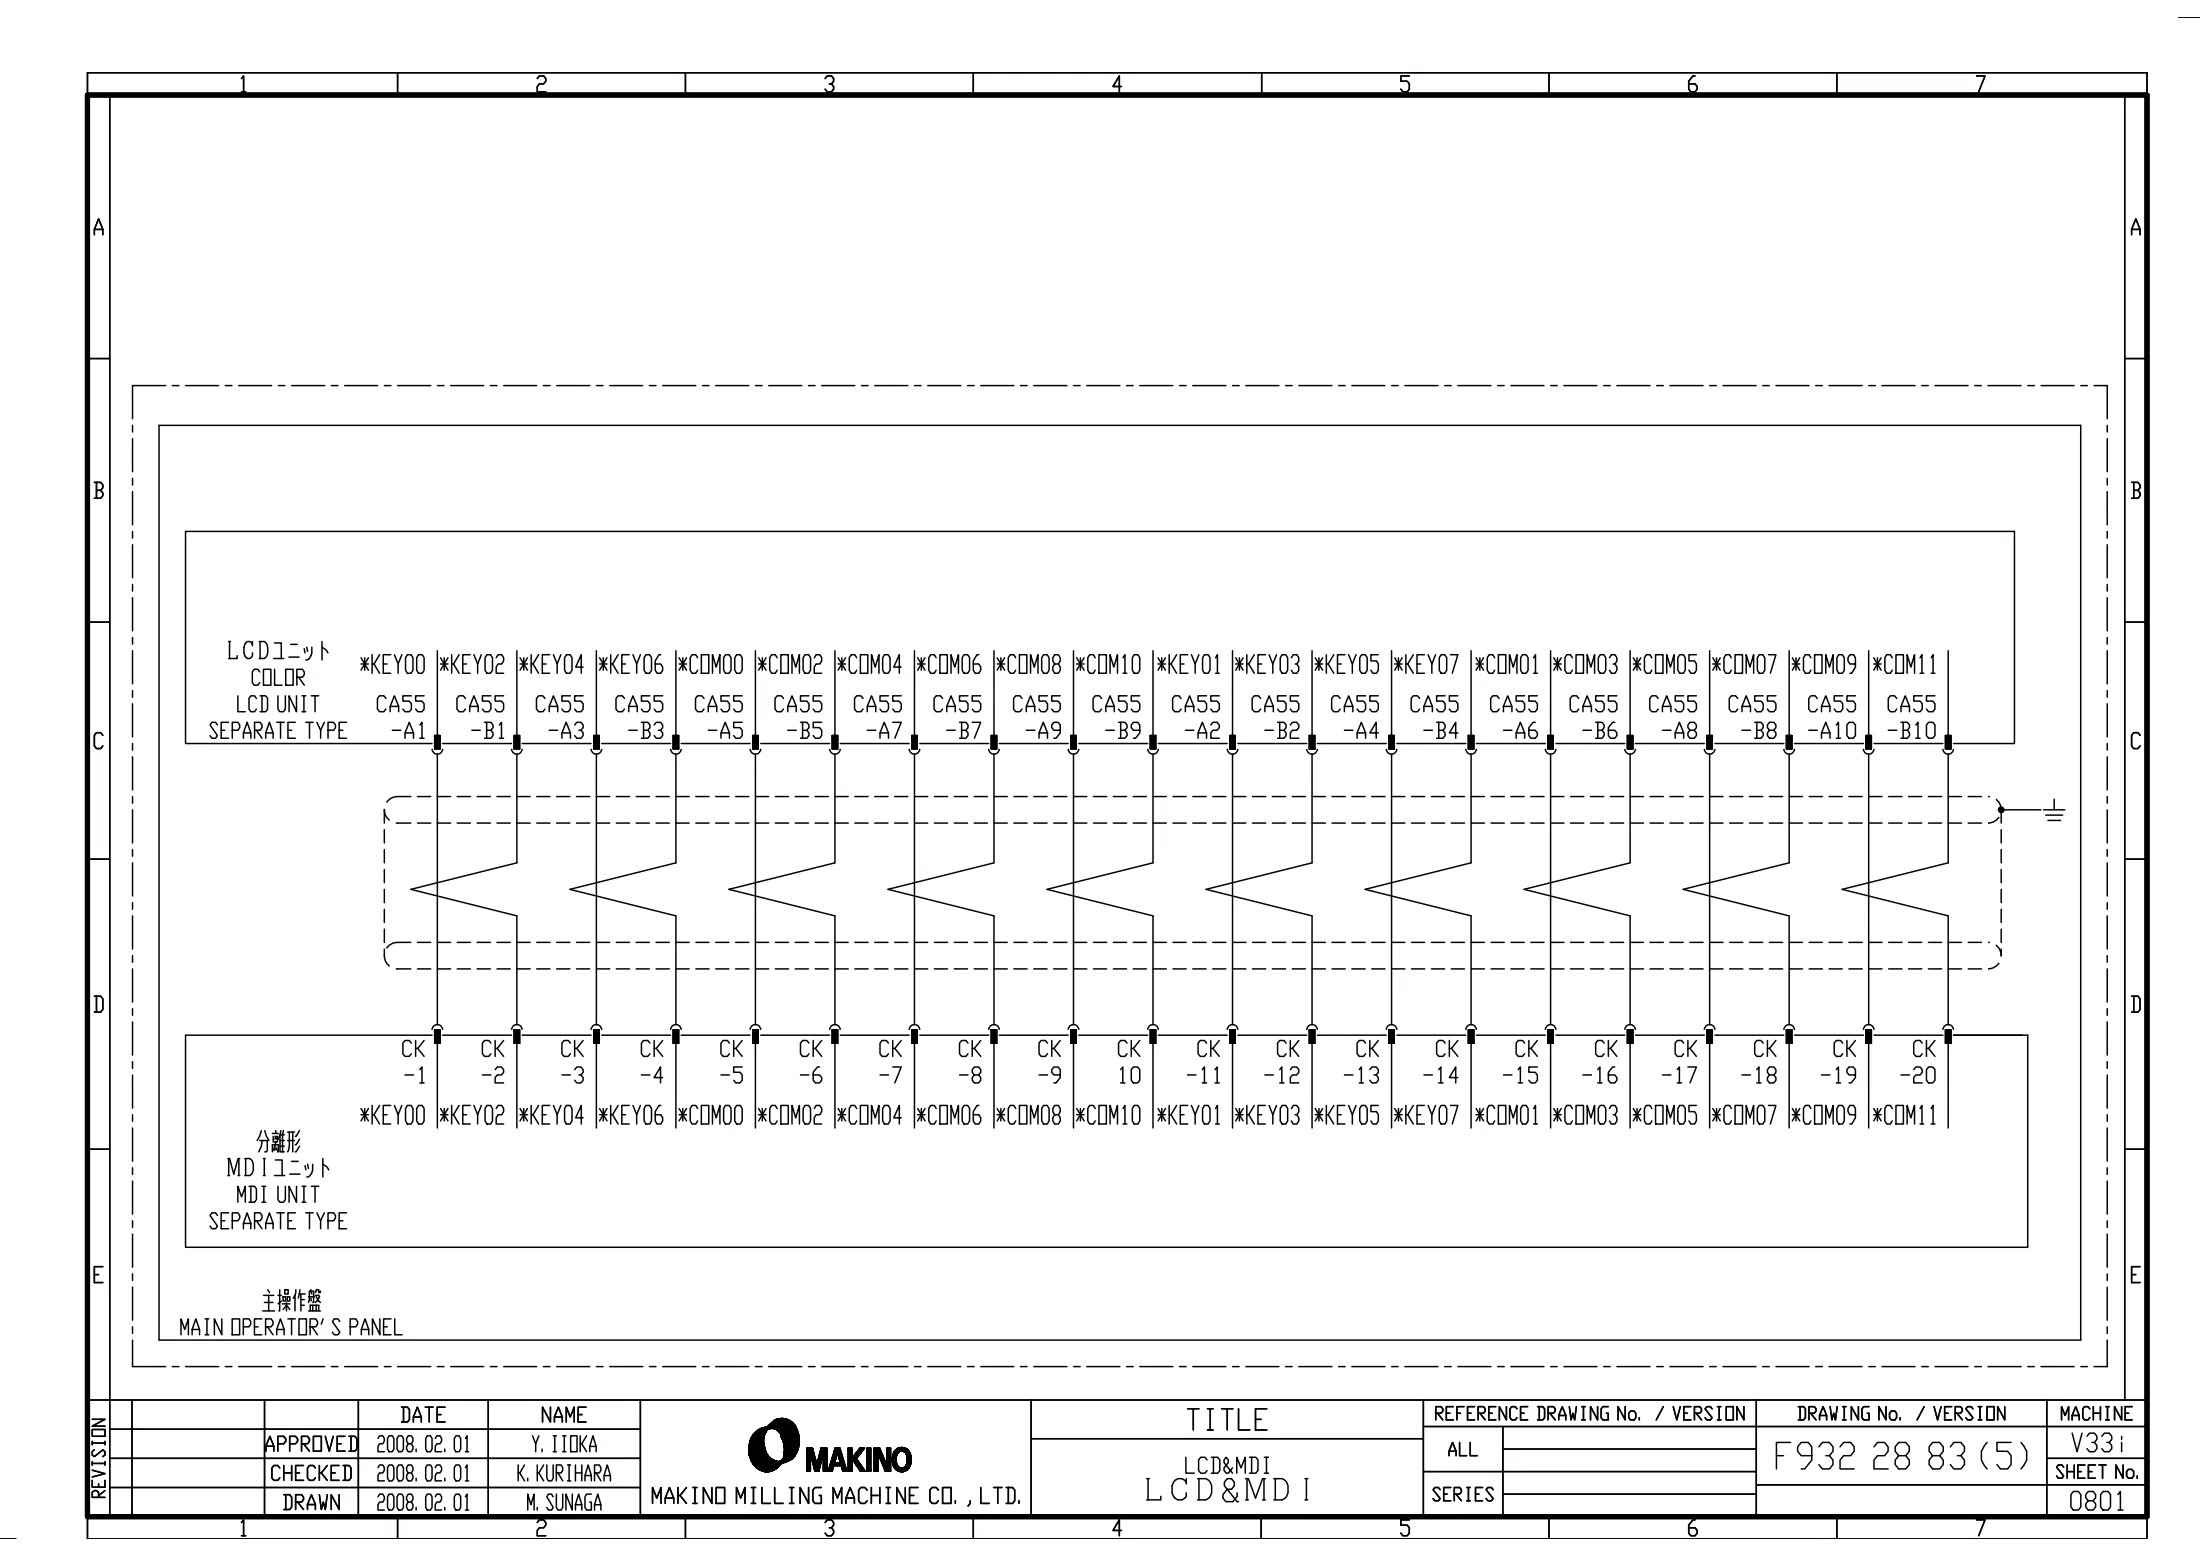 1 2 3 4 5 6 7
A A
B B
LCDユニット
COLOR
LCD UNIT
SEPARATE TYPE
*KEY00 *KEY02 *KEY04 *KEY06 *COM00 *COM02 *COM04 *COM06 *COM08 *COM10 *KEY01 *KEY03 *KEY05 *KEY07 *COM01 *COM03 *COM05 *COM07 *COM09 *COM11
CA55 CA55 CA55 CA55 CA55 CA55 CA55 CA55 CA55 CA55 CA55 CA55 CA55 CA55 CA55 CA55 CA55 CA55 CA55 CA55
-A1 -B1 -A3 -B3 -A5 -B5 -A7 -B7 -A9 -B9 -A2 -B2 -A4 -B4 -A6 -B6 -A8 -B8 -A10 -B10
C C
D D
CK CK CK CK CK CK CK CK CK CK CK CK CK CK CK CK CK CK CK CK
-1 -2 -3 -4 -5 -6 -7 -8 -9 10 -11 -12 -13 -14 -15 -16 -17 -18 -19 -20
*KEY00 *KEY02 *KEY04 *KEY06 *COM00 *COM02 *COM04 *COM06 *COM08 *COM10 *KEY01 *KEY03 *KEY05 *KEY07 *COM01 *COM03 *COM05 *COM07 *COM09 *COM11
分離形
MDIユニット
MDI UNIT
SEPARATE TYPE
E E
主操作盤
MAIN OPERATOR'S PANEL
REVISION
DATE NAME
APPROVED 2008.02.01 Y.IIOKA
CHECKED 2008.02.01 K.KURIHARA
DRAWN 2008.02.01 M.SUNAGA
MAKINO
MAKINO MILLING MACHINE CO.,LTD.
TITLE
LCD&MDI
LCD&MDI
REFERENCE DRAWING No. / VERSION
ALL
SERIES
DRAWING No. / VERSION
F932 28 83(5)
MACHINE
V33i
SHEET No.
0801
1 2 3 4 5 6 7